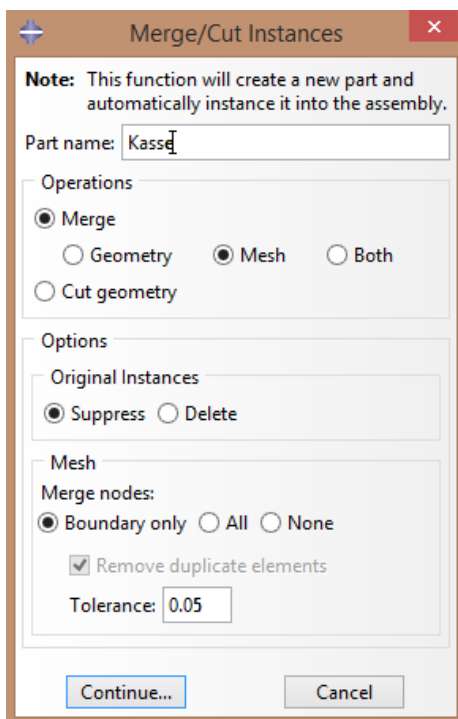 Merge/Cut Instances
Note: This function will create a new part and
automatically instance it into the assembly.
Part name: Kasse
Operations
Merge
Geometry Mesh Both
Cut geometry
Options
Original Instances
Suppress Delete
Mesh
Merge nodes:
Boundary only All None
Remove duplicate elements
Tolerance: 0.05
Continue... Cancel